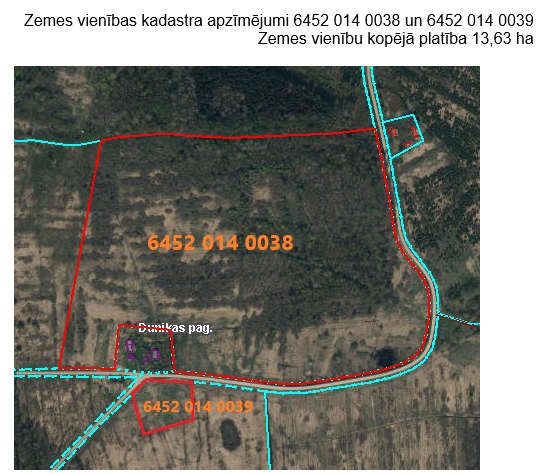 Zemes vienības kadastra apzīmējumi 6452 014 0038 un 6452 014 0039
Zemes vienību kopējā platība 13,63 ha
6452 014 0038
Dunikas pag.
6452 014 0039